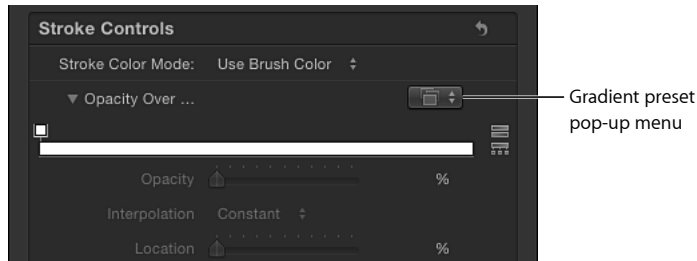 Stroke Controls
Stroke Color Mode: Use Brush Color
Opacity Over ...
Gradient preset
pop-up menu
Opacity %
Interpolation Constant
Location %